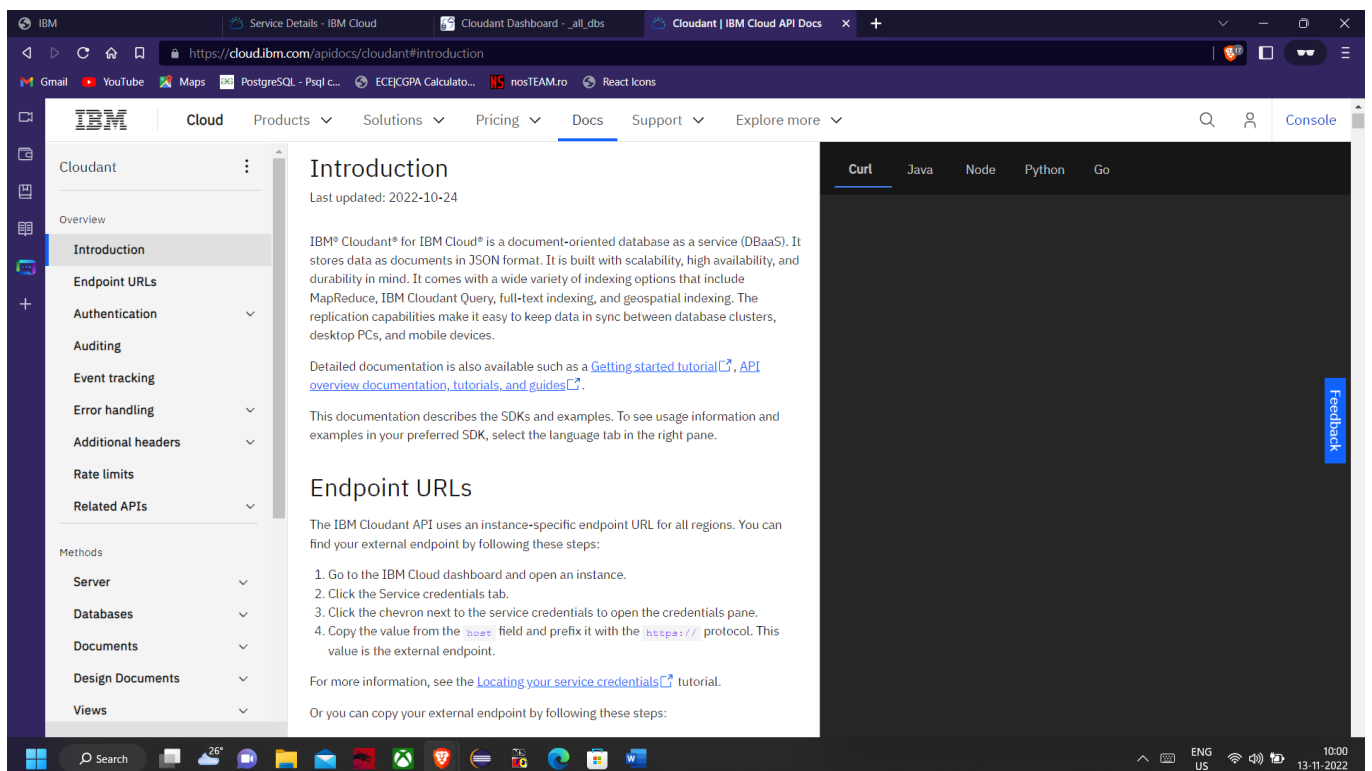 IBM
Service Details - IBM Cloud
Cloudant Dashboard - _all_dbs
Cloudant | IBM Cloud API Docs
https://cloud.ibm.com/apidocs/cloudant#introduction
17
Gmail
YouTube
Maps
PostgreSQL - Psql c...
ECE|CGPA Calculato...
nosTEAM.ro
React Icons
IBM
Cloud
Products
Solutions
Pricing
Docs
Support
Explore more
Console
Cloudant
Overview
Introduction
Endpoint URLs
Authentication
Auditing
Event tracking
Error handling
Additional headers
Rate limits
Related APIs
Methods
Server
Databases
Documents
Design Documents
Views
Introduction
Last updated: 2022-10-24
IBM® Cloudant® for IBM Cloud® is a document-oriented database as a service (DBaaS). It
stores data as documents in JSON format. It is built with scalability, high availability, and
durability in mind. It comes with a wide variety of indexing options that include
MapReduce, IBM Cloudant Query, full-text indexing, and geospatial indexing. The
replication capabilities make it easy to keep data in sync between database clusters,
desktop PCs, and mobile devices.
Detailed documentation is also available such as a Getting started tutorial, API
overview documentation, tutorials, and guides.
This documentation describes the SDKs and examples. To see usage information and
examples in your preferred SDK, select the language tab in the right pane.
Endpoint URLs
The IBM Cloudant API uses an instance-specific endpoint URL for all regions. You can
find your external endpoint by following these steps:
1. Go to the IBM Cloud dashboard and open an instance.
2. Click the Service credentials tab.
3. Click the chevron next to the service credentials to open the credentials pane.
4. Copy the value from the host field and prefix it with the https:// protocol. This
value is the external endpoint.
For more information, see the Locating your service credentials tutorial.
Or you can copy your external endpoint by following these steps:
Curl
Java
Node
Python
Go
Feedback
Search
26°
ENG
US
10:00
13-11-2022